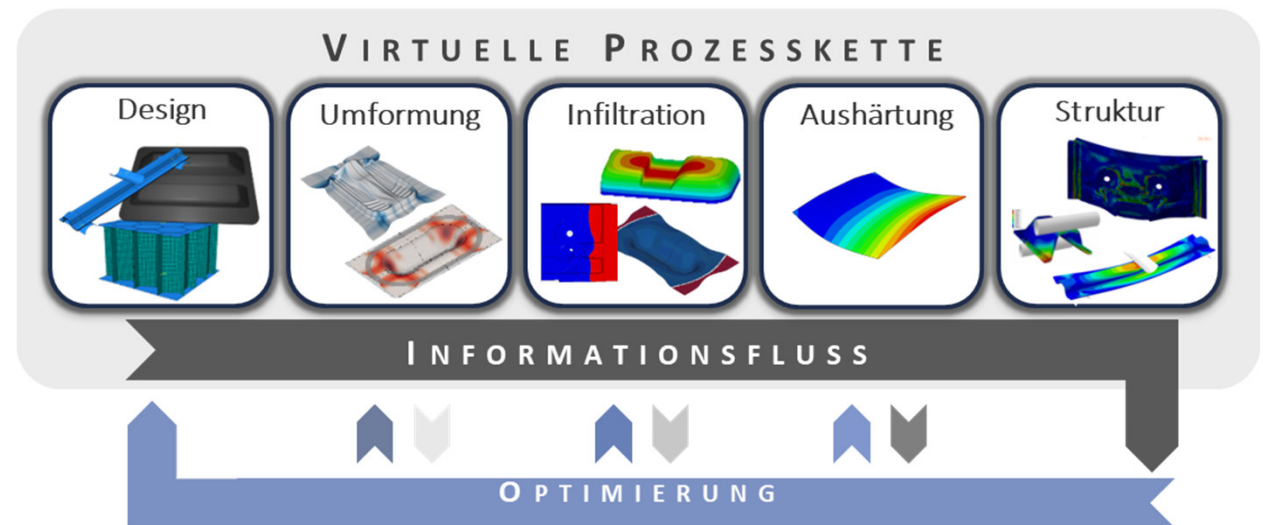 VIRTUELLE PROZESSKETTE
Design
Umformung
Infiltration
Aushärtung
Struktur
INFORMATIONSFLUSS
OPTIMIERUNG